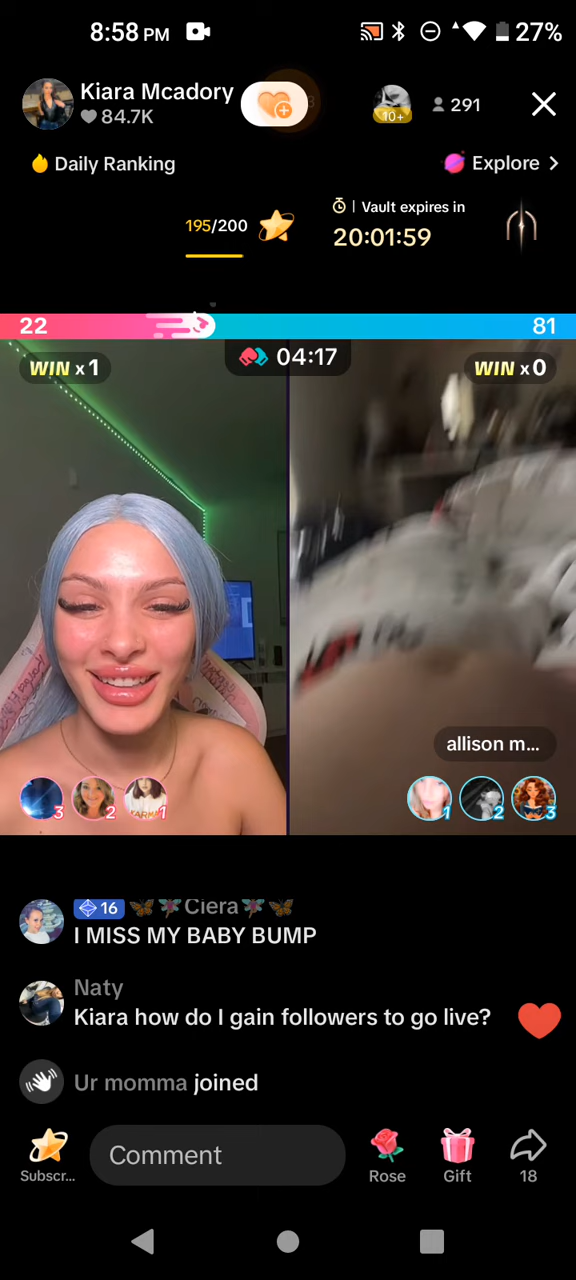 8:58 PM
27%
Kiara Mcadory
84.7K
10+
291
Daily Ranking
Explore >
195/200
Vault expires in
20:01:59
22
81
WIN x1
04:17
WIN x0
allison m...
3
2
1
1
2
3
16
Ciera
I MISS MY BABY BUMP
Naty
Kiara how do I gain followers to go live?
Ur momma joined
Comment
Subscr...
Rose
Gift
18